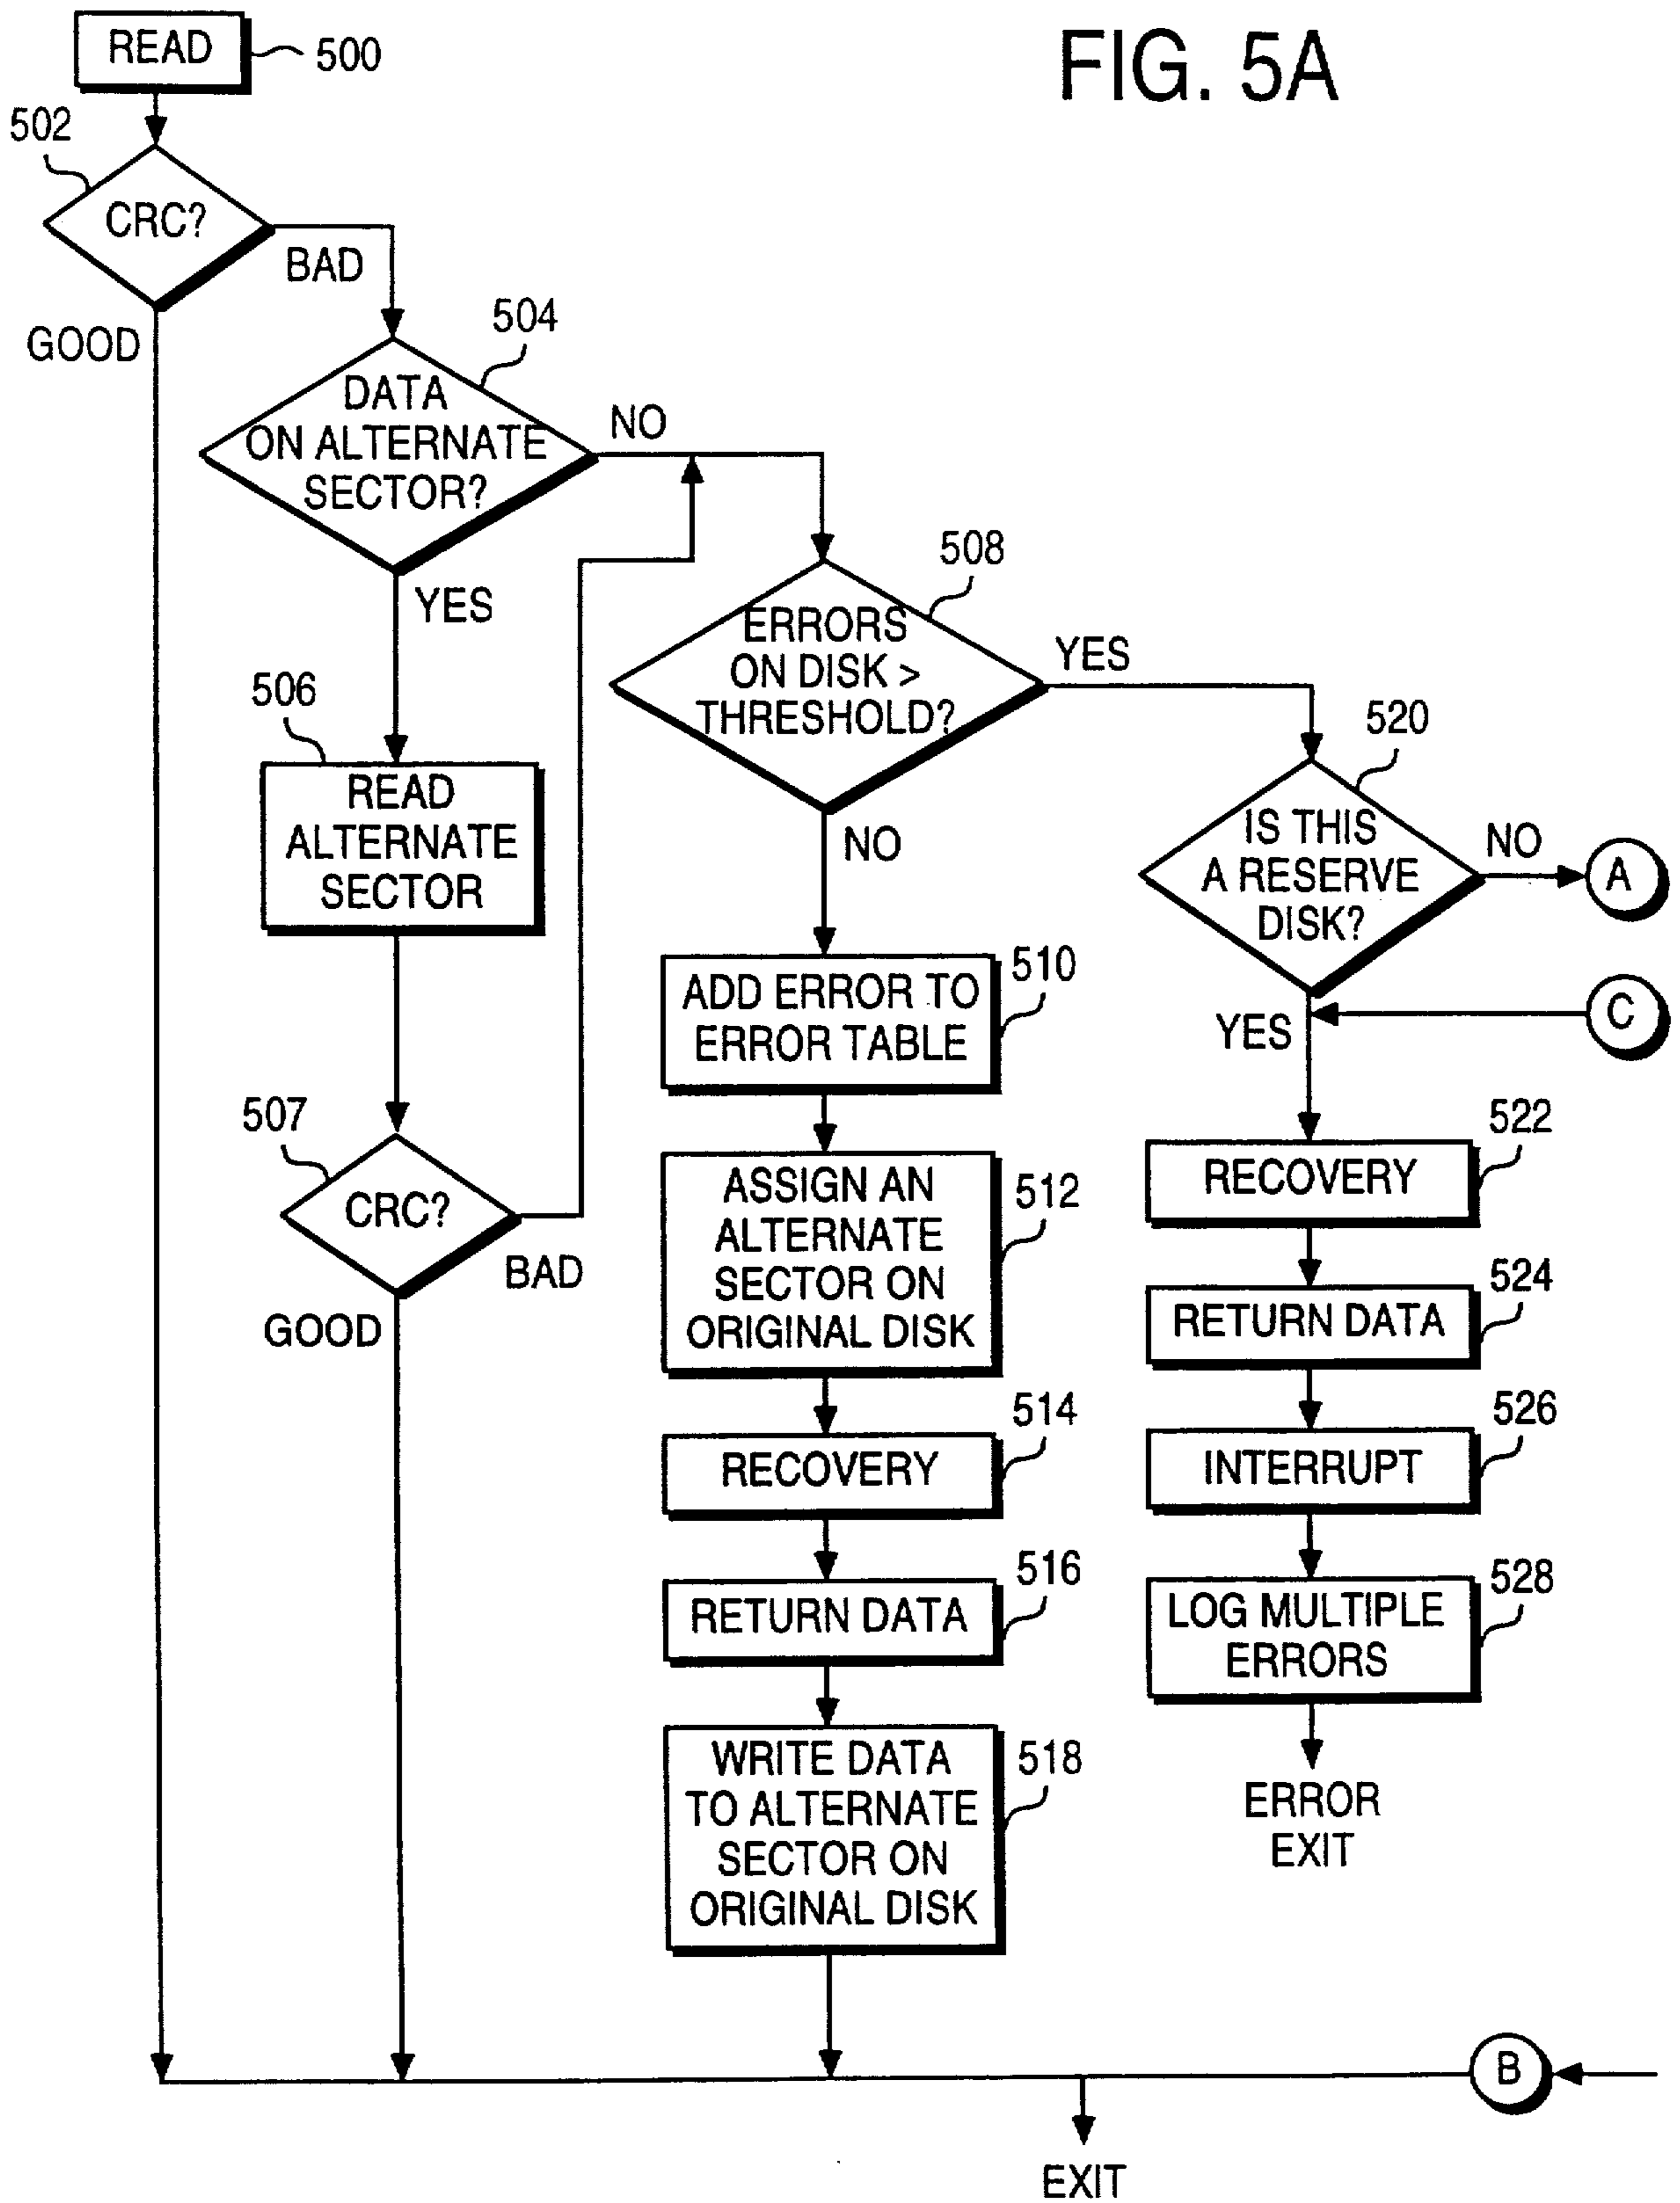 FIG. 5A
READ
500
502
CRC?
BAD
GOOD
504
DATA
ON ALTERNATE
SECTOR?
NO
YES
506
READ
ALTERNATE
SECTOR
507
CRC?
BAD
GOOD
508
ERRORS
ON DISK >
THRESHOLD?
YES
NO
510
ADD ERROR TO
ERROR TABLE
512
ASSIGN AN
ALTERNATE
SECTOR ON
ORIGINAL DISK
514
RECOVERY
516
RETURN DATA
518
WRITE DATA
TO ALTERNATE
SECTOR ON
ORIGINAL DISK
520
IS THIS
A RESERVE
DISK?
NO
A
YES
C
522
RECOVERY
524
RETURN DATA
526
INTERRUPT
528
LOG MULTIPLE
ERRORS
ERROR
EXIT
B
EXIT